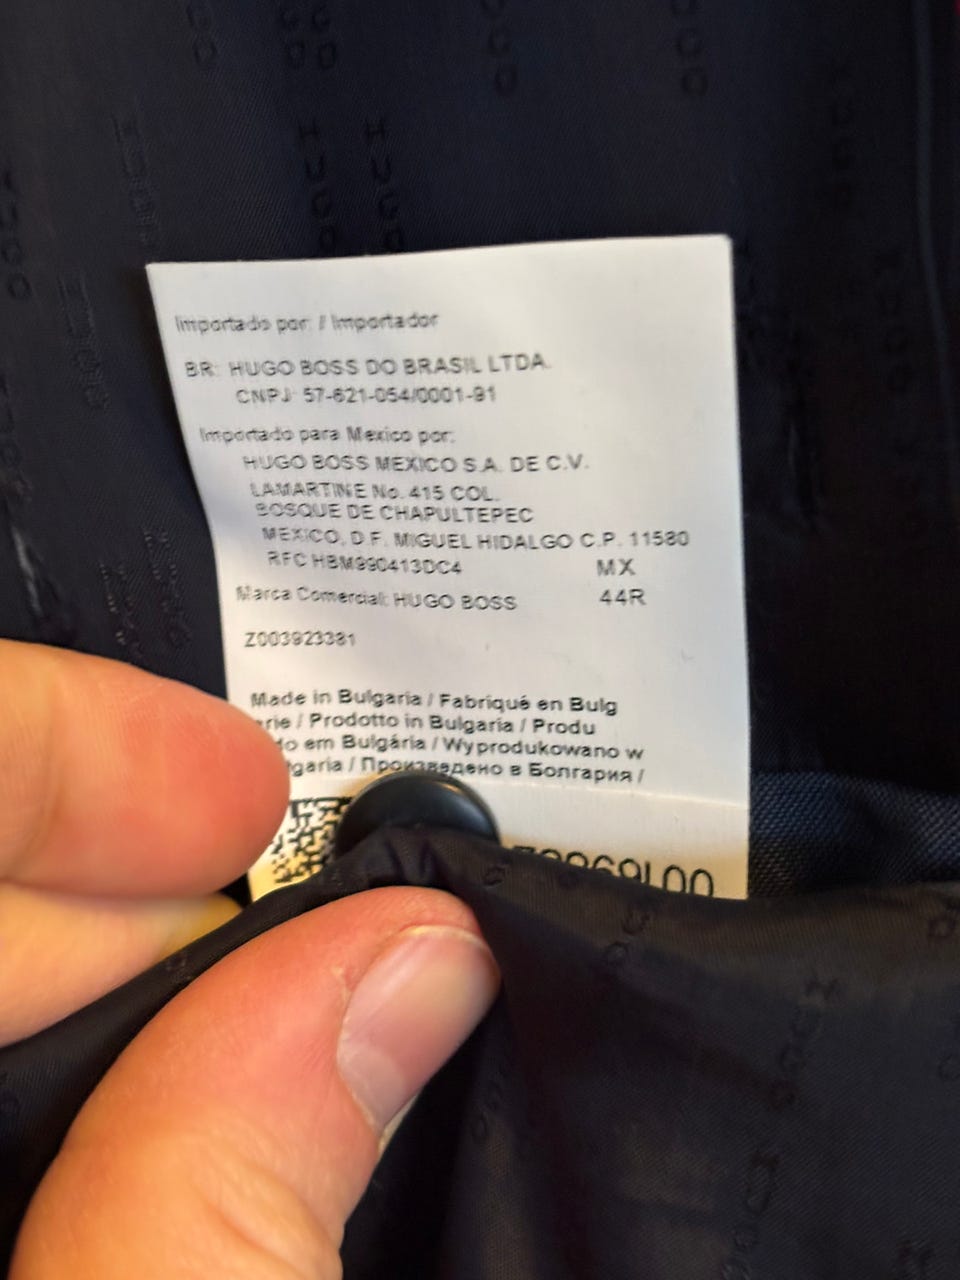 Importado por: / Importador
BR: HUGO BOSS DO BRASIL LTDA.
CNPJ: 57-621-054/0001-91
Importado para Mexico por:
HUGO BOSS MEXICO S.A. DE C.V.
LAMARTINE No. 415 COL.
BOSQUE DE CHAPULTEPEC
MEXICO, D.F. MIGUEL HIDALGO C.P. 11580
RFC HBM990413DC4 MX
Marca Comercial: HUGO BOSS 44R
Z003923381
Made in Bulgaria / Fabriqué en Bulg
arie / Prodotto in Bulgaria / Produ
do em Bulgária / Wyprodukowano w
lgaria / Произведено в Болгария /